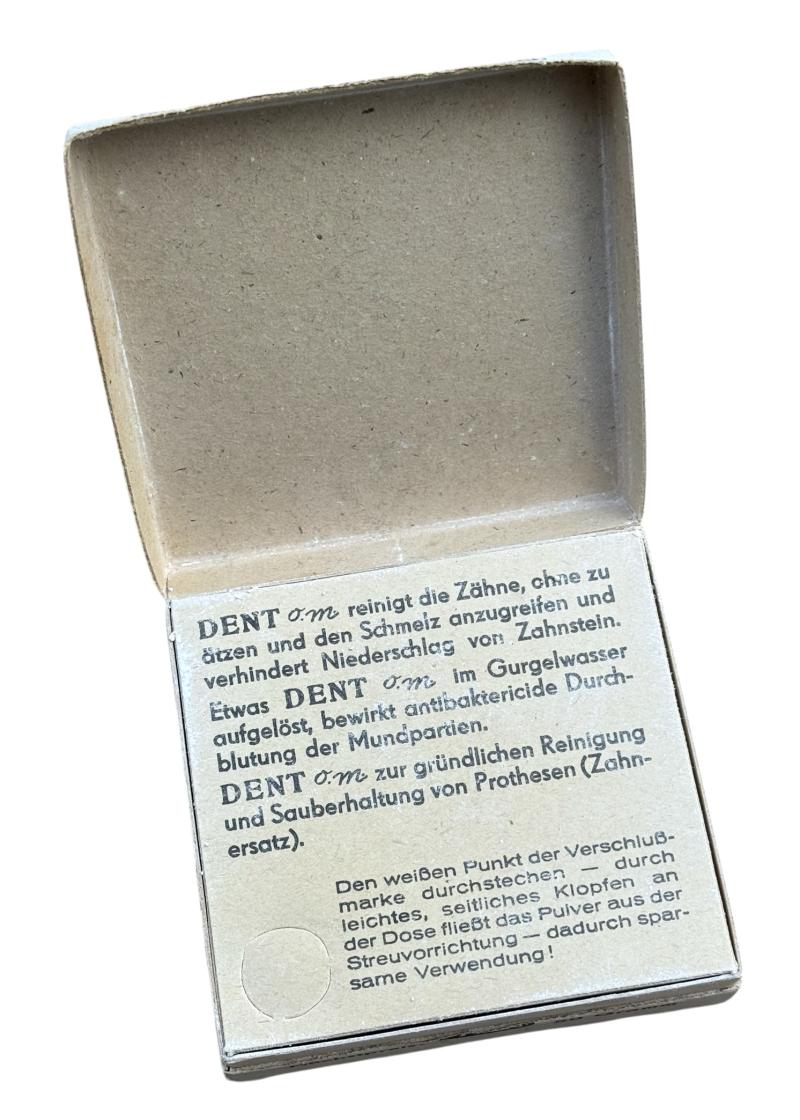 DENT o.m reinigt die Zähne, ohne zu
ätzen und den Schmelz anzugreifen und
verhindert Niederschlag von Zahnstein.
Etwas DENT o.m im Gurgelwasser
aufgelöst, bewirkt antibaktericide Durch-
blutung der Mundpartien.
DENT o.m zur gründlichen Reinigung
und Sauberhaltung von Prothesen (Zahn-
ersatz).
Den weißen Punkt der Verschluß-
marke durchstechen — durch
leichtes, seitliches Klopfen an
der Dose fließt das Pulver aus der
Streuvorrichtung — dadurch spar-
same Verwendung!